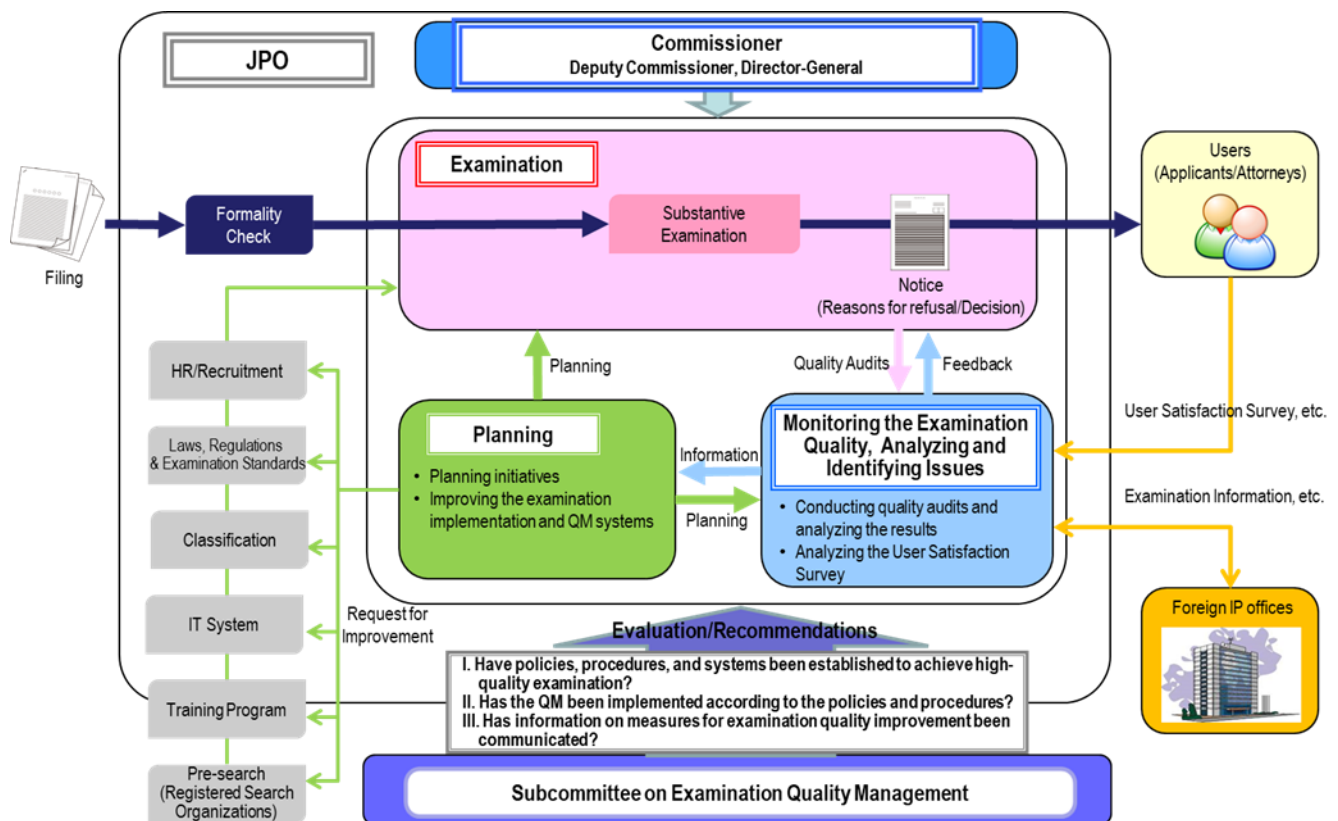 JPO
Commissioner
Deputy Commissioner, Director-General
Examination
Filing
Formality
Check
Substantive
Examination
Notice
(Reasons for refusal/Decision)
Users
(Applicants/Attorneys)
Planning
Quality Audits
Feedback
HR/Recruitment
Laws, Regulations
& Examination Standards
Classification
IT System
Training Program
Pre-search
(Registered Search
Organizations)
Request for
Improvement
Planning
• Planning initiatives
• Improving the examination
implementation and QM systems
Information
Planning
Monitoring the Examination
Quality, Analyzing and
Identifying Issues
• Conducting quality audits and
analyzing the results
• Analyzing the User Satisfaction
Survey
User Satisfaction Survey, etc.
Examination Information, etc.
Foreign IP offices
Evaluation/Recommendations
I. Have policies, procedures, and systems been established to achieve high-
quality examination?
II. Has the QM been implemented according to the policies and procedures?
III. Has information on measures for examination quality improvement been
communicated?
Subcommittee on Examination Quality Management